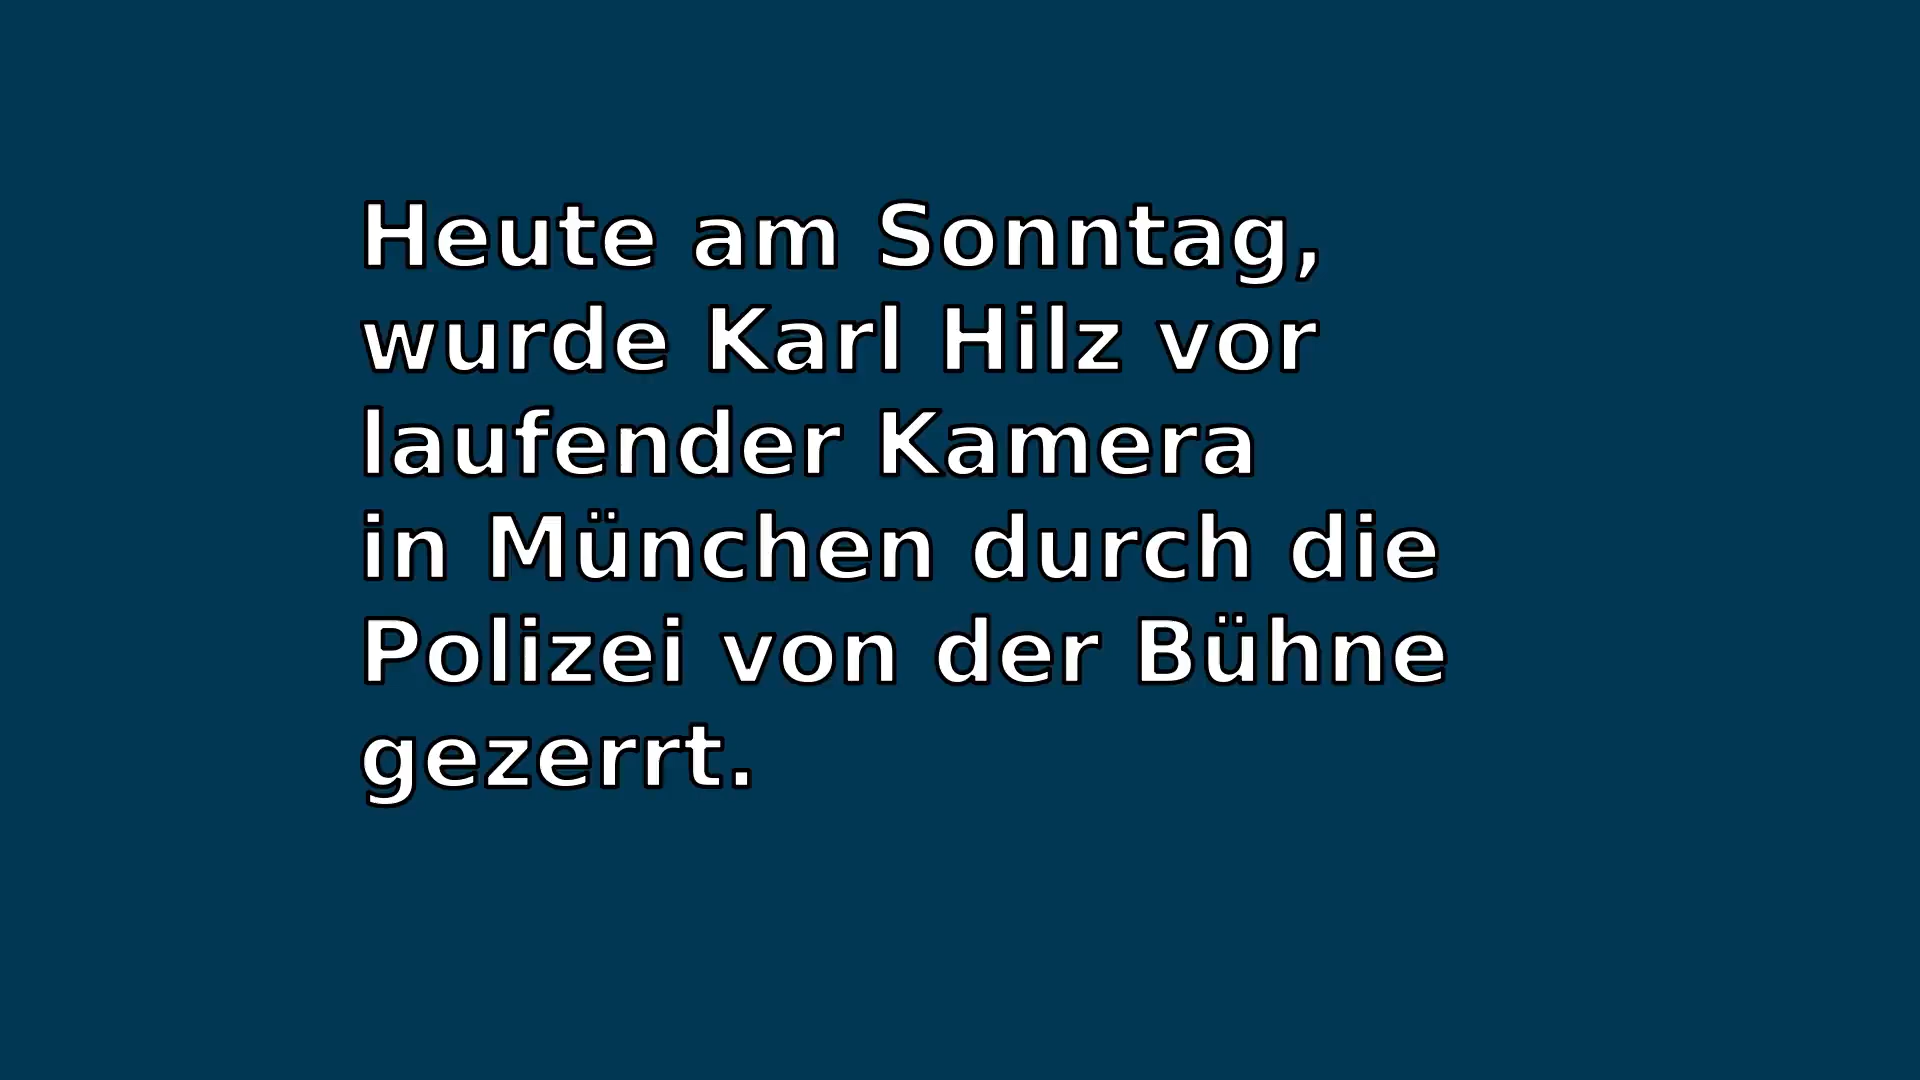 Heute am Sonntag,
wurde Karl Hilz vor
laufender Kamera
in München durch die
Polizei von der Bühne
gezerrt.